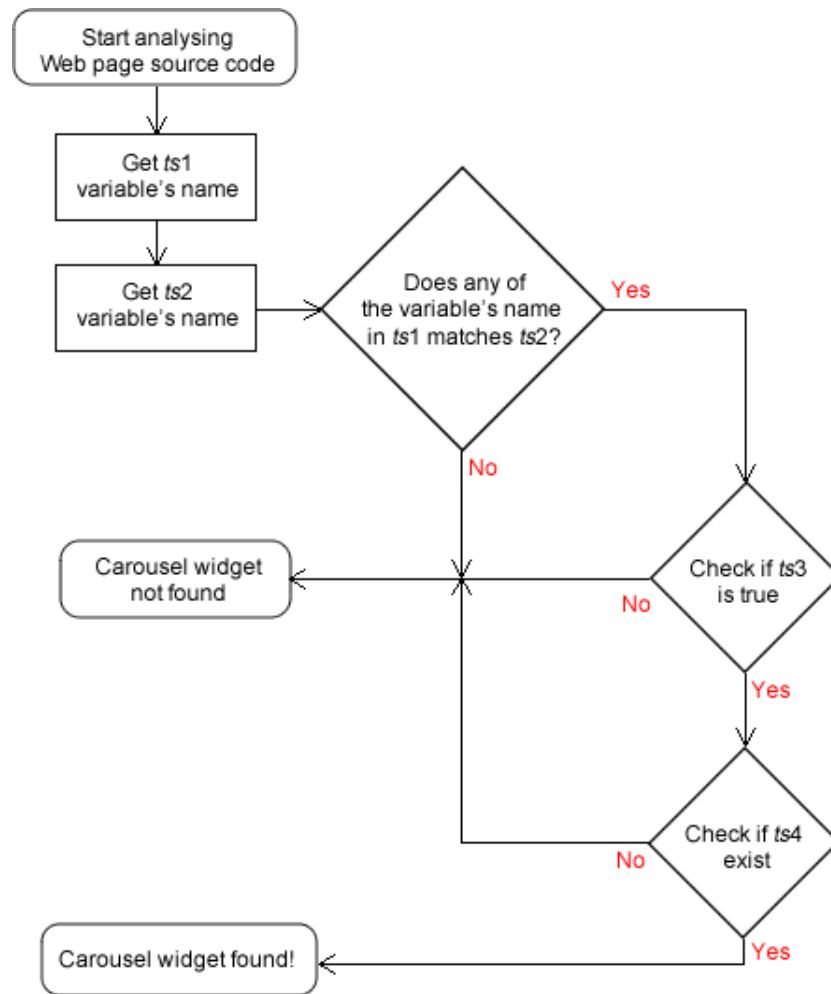 Start analysing
Web page source code
Get ts1
variable's name
Get ts2
variable's name
Does any of
the variable's name
in ts1 matches ts2?
Yes
No
Carousel widget
not found
Check if ts3
is true
No
Yes
Check if ts4
exist
No
Yes
Carousel widget found!